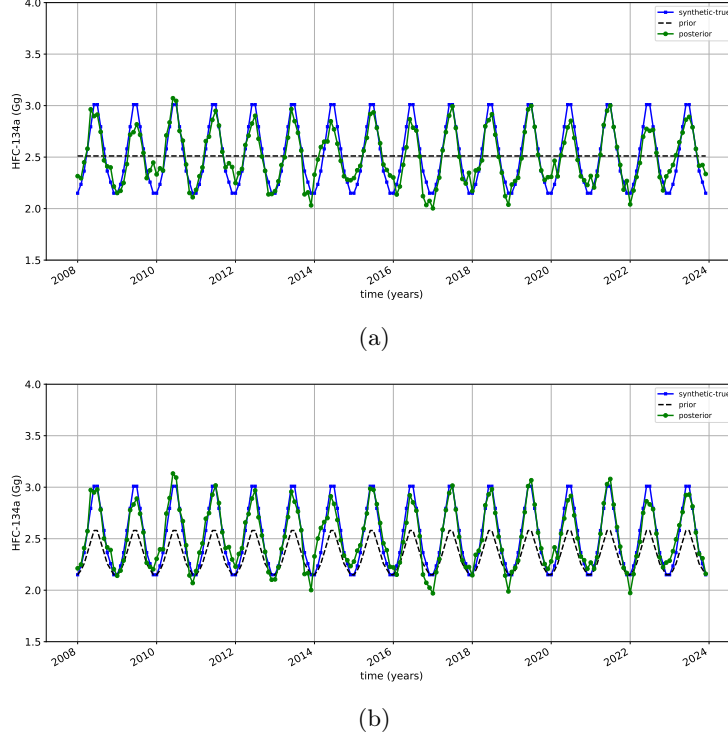 4.0
3.5
3.0
2.5
2.0
1.5
HFC-134a (Gg)
synthetic-true
prior
posterior
2008 2010 2012 2014 2016 2018 2020 2022 2024
time (years)
(a)
4.0
3.5
3.0
2.5
2.0
1.5
HFC-134a (Gg)
synthetic-true
prior
posterior
2008 2010 2012 2014 2016 2018 2020 2022 2024
time (years)
(b)